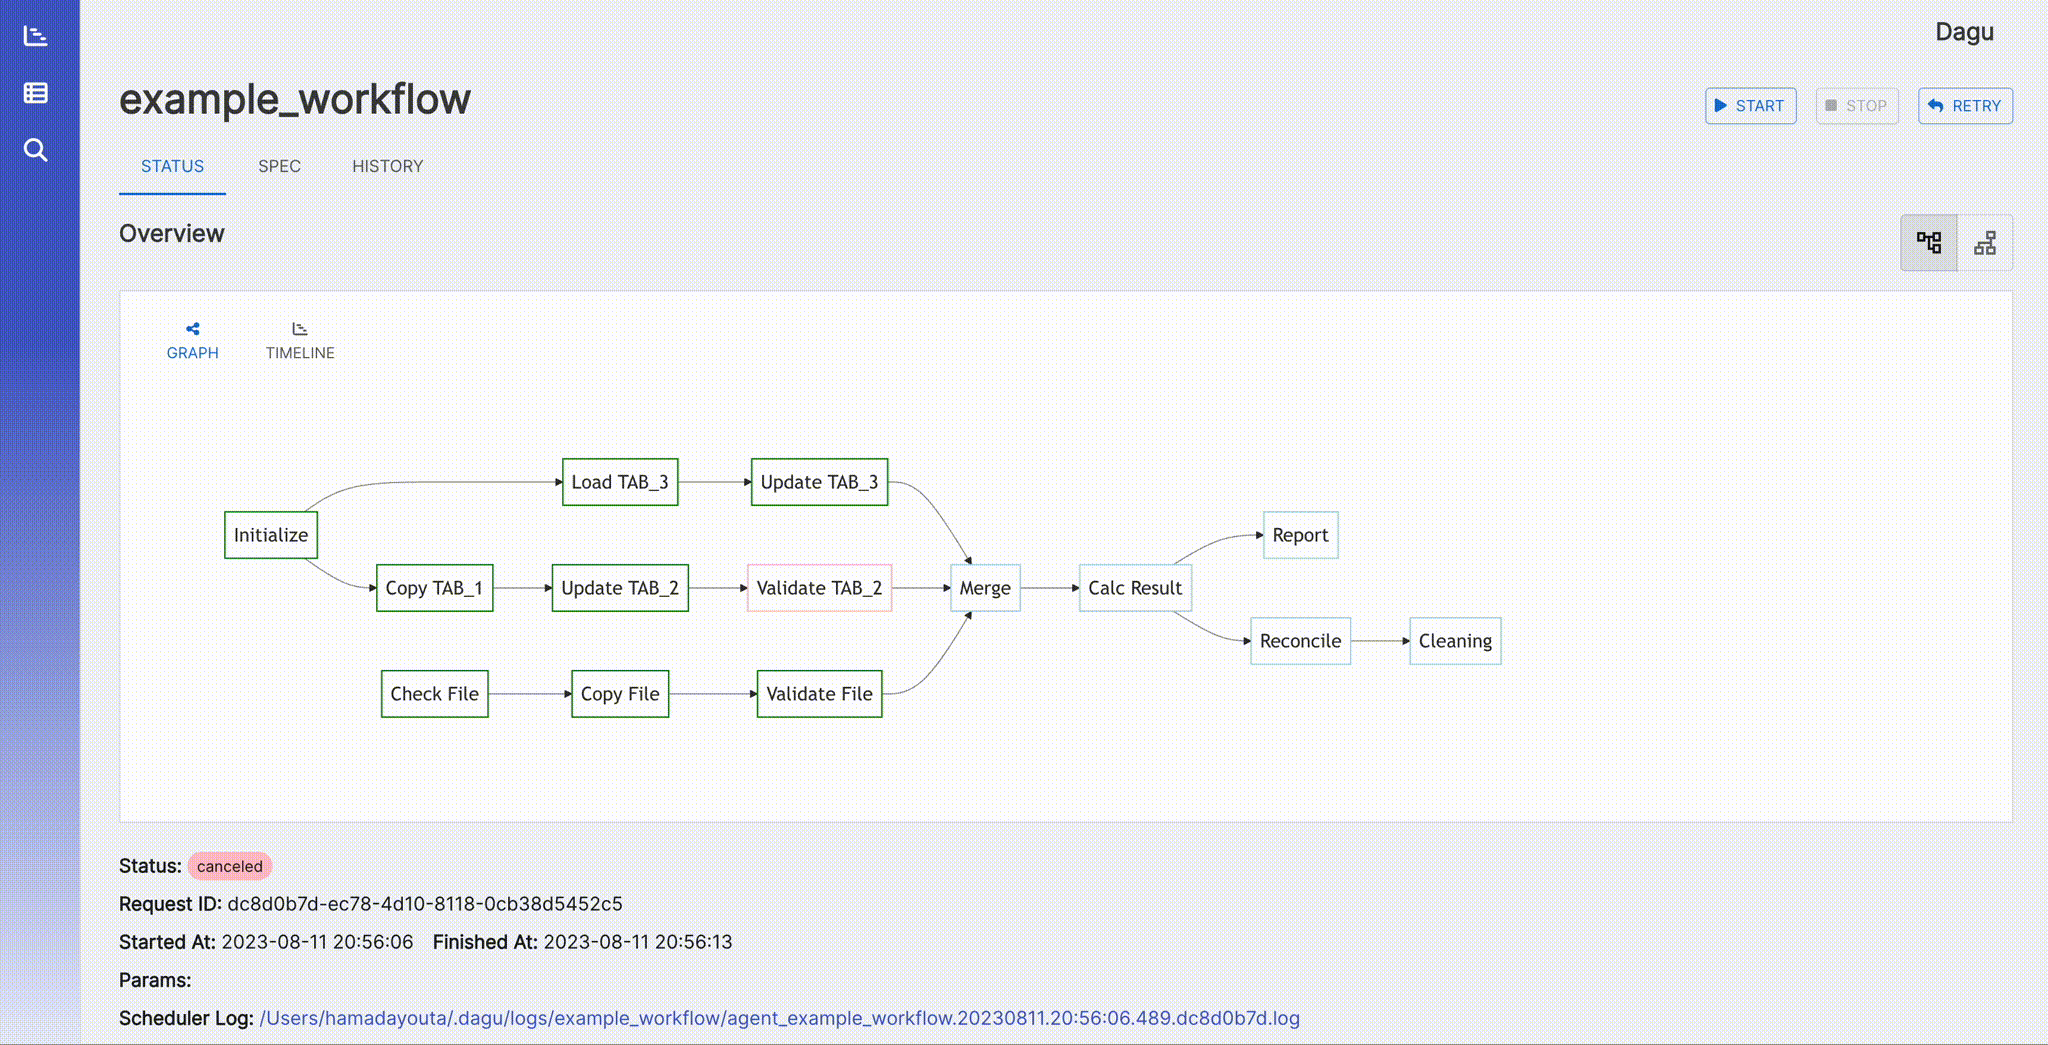 Dagu
example_workflow
START STOP RETRY
STATUS SPEC HISTORY
Overview
GRAPH TIMELINE
Load TAB_3 Update TAB_3
Initialize Report
Copy TAB_1 Update TAB_2 Validate TAB_2 Merge Calc Result
Reconcile Cleaning
Check File Copy File Validate File
Status: canceled
Request ID: dc8d0b7d-ec78-4d10-8118-0cb38d5452c5
Started At: 2023-08-11 20:56:06 Finished At: 2023-08-11 20:56:13
Params:
Scheduler Log: /Users/hamadayouta/.dagu/logs/example_workflow/agent_example_workflow.20230811.20:56:06.489.dc8d0b7d.log